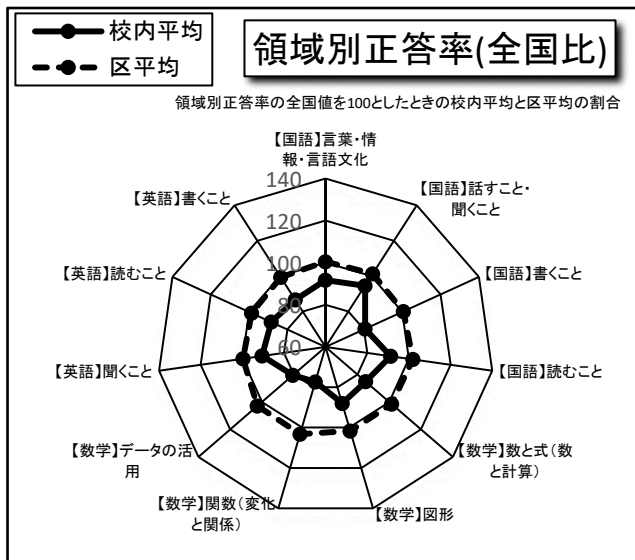 校内平均
区平均
領域別正答率(全国比)
領域別正答率の全国値を100としたときの校内平均と区平均の割合
【国語】言葉・情
報・言語文化
【国語】話すこと・
聞くこと
【国語】書くこと
【国語】読むこと
【数学】数と式(数
と計算)
【数学】図形
【数学】関数(変化
と関係)
【数学】データの活
用
【英語】聞くこと
【英語】読むこと
【英語】書くこと
140
120
100
80
60